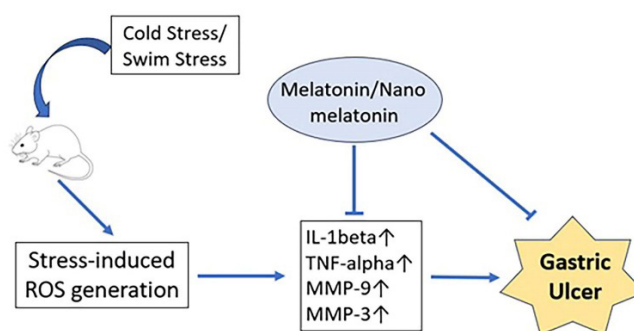 Cold Stress/
Swim Stress
Melatonin/Nano
melatonin
Stress-induced
ROS generation
IL-1beta↑
TNF-alpha↑
MMP-9↑
MMP-3↑
Gastric
Ulcer